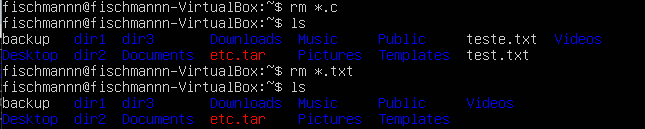 fischmannn@fischmannn-VirtualBox:~$ rm *.c
fischmannn@fischmannn-VirtualBox:~$ ls
backup dir1 dir3 Downloads Music Public teste.txt Videos
Desktop dir2 Documents etc.tar Pictures Templates test.txt
fischmannn@fischmannn-VirtualBox:~$ rm *.txt
fischmannn@fischmannn-VirtualBox:~$ ls
backup dir1 dir3 Downloads Music Public Videos
Desktop dir2 Documents etc.tar Pictures Templates